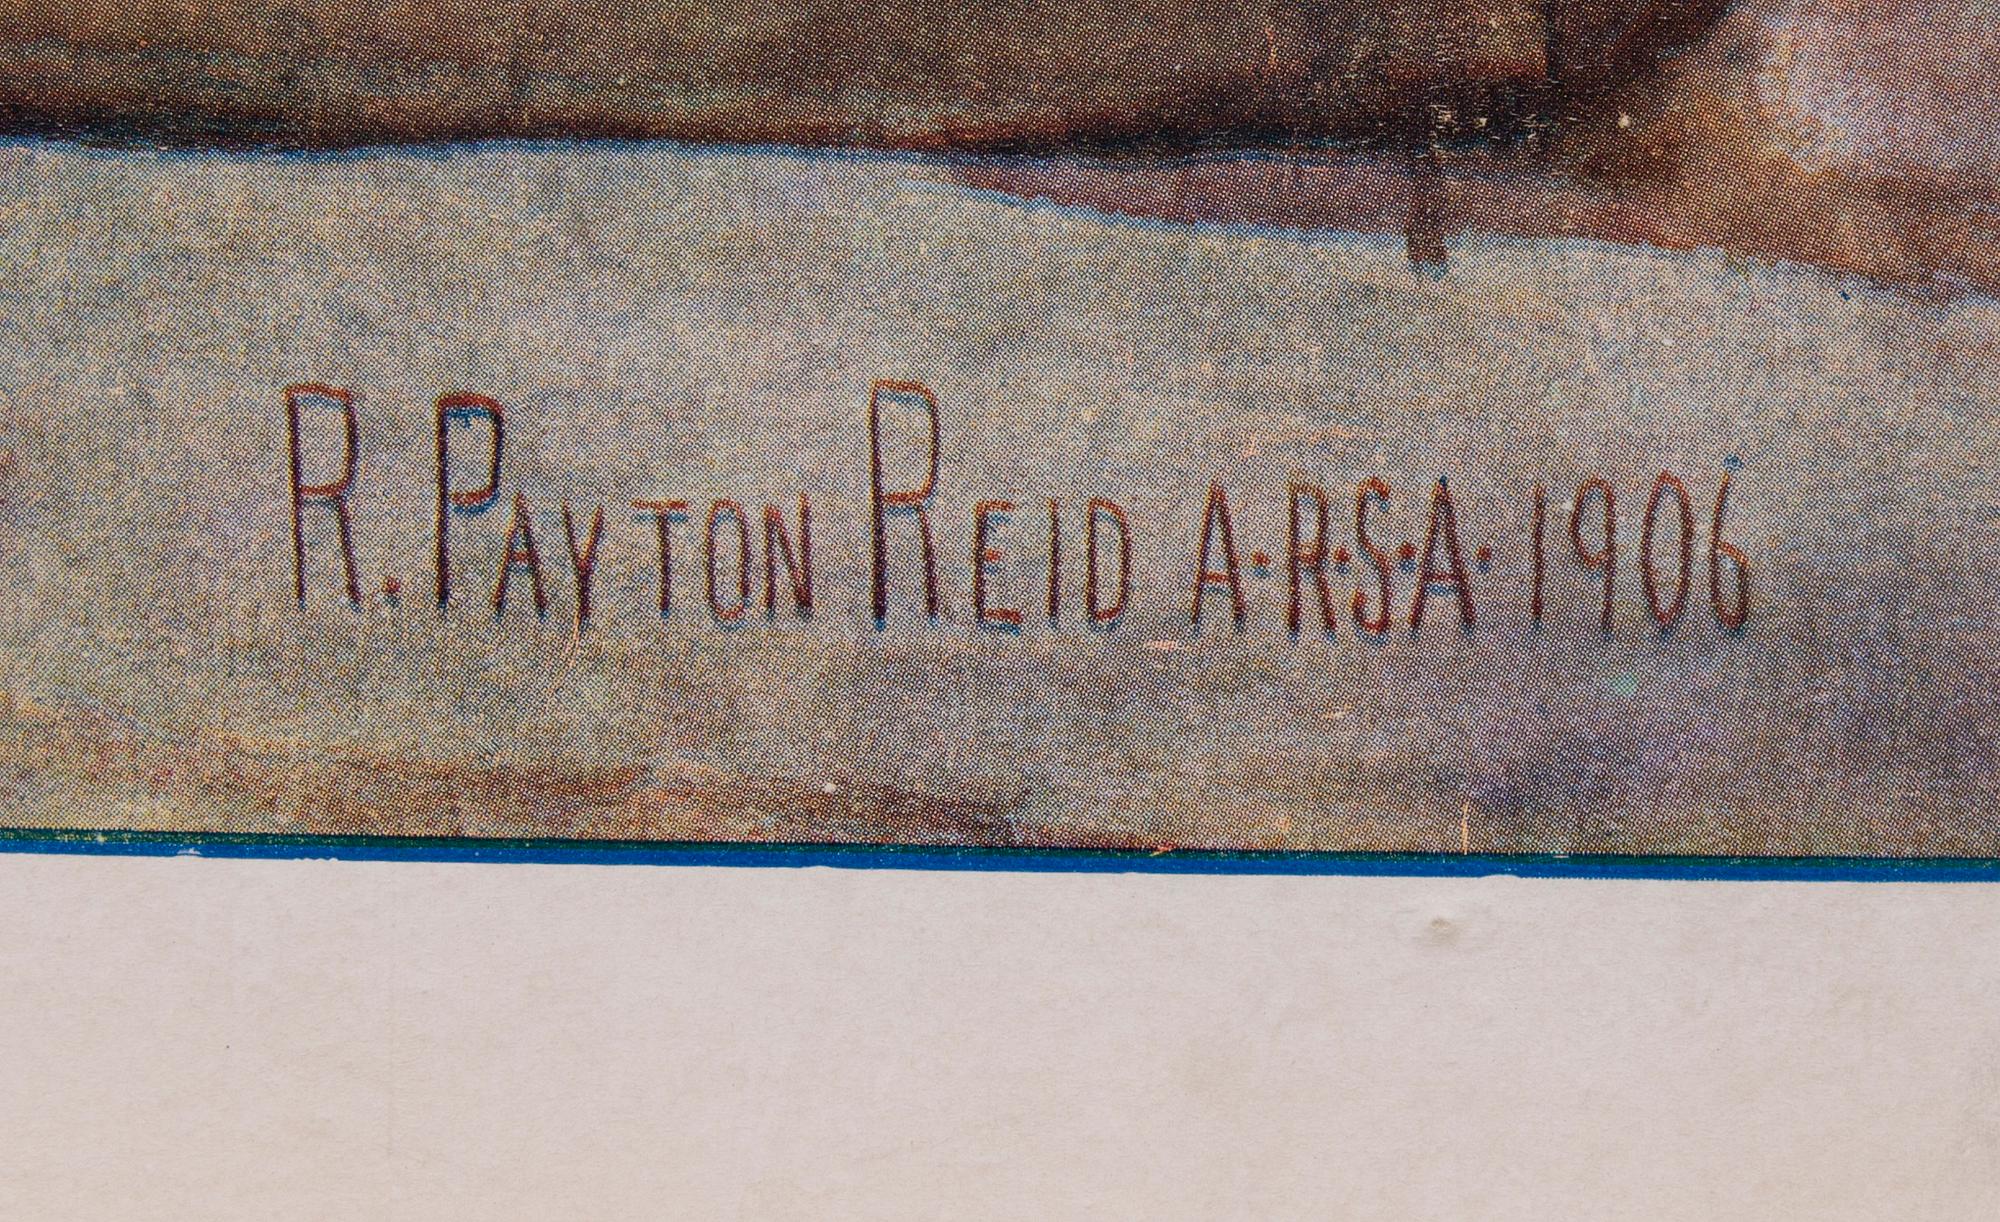 R. PAYTON REID A·R·S·A· 1906